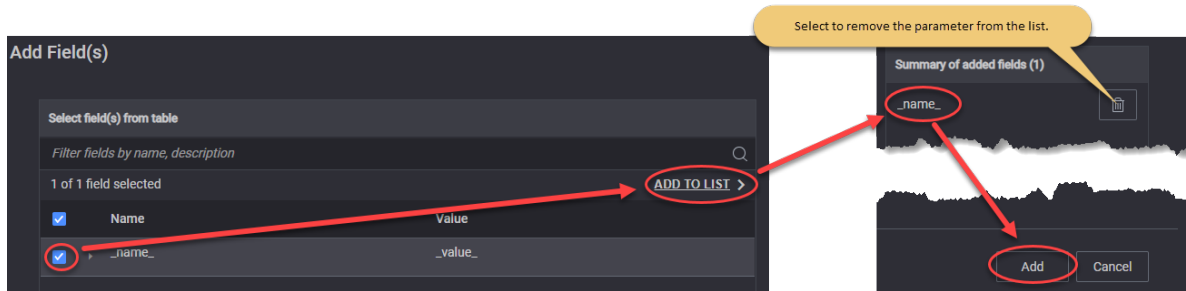 Add Field(s)
Select field(s) from table
Filter fields by name, description
1 of 1 field selected
ADD TO LIST >
Name Value
_name_ _value_
Select to remove the parameter from the list.
Summary of added fields (1)
_name_
Add Cancel